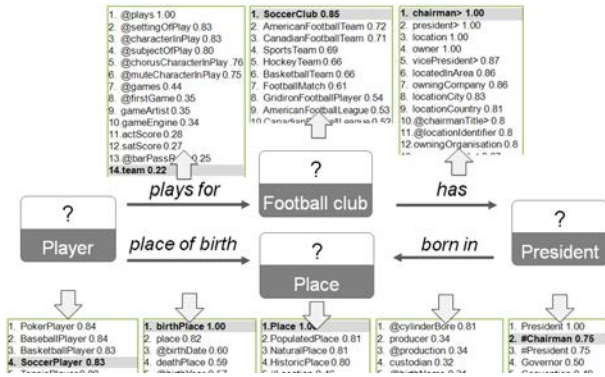 1. @plays 1.00
2. @settingOfPlay 0.83
3. @characterInPlay 0.83
4. @subjectOfPlay 0.80
5. @chorusCharacterInPlay .76
6. @muteCharacterInPlay 0.75
7. @games 0.44
8. @firstGame 0.35
9. gameArtist 0.35
10. gameEngine 0.34
11. actScore 0.28
12. satScore 0.27
13. 0.25
14. team 0.22
1. SoccerClub 0.85
2. AmericanFootballTeam 0.72
3. CanadianFootballTeam 0.71
4. SportsTeam 0.69
5. HockeyTeam 0.66
6. BasketballTeam 0.66
7. FootballMatch 0.61
8. GridironFootballPlayer 0.54
9. AmericanFootballLeague 0.53
1. chairman> 1.00
2. president> 1.00
3. location 1.00
4. owner 1.00
5. vicePresident> 0.87
6. locatedInArea 0.86
7. owningCompany 0.86
8. locationCity 0.83
9. locationCountry 0.81
10. @chairmanTitle> 0.8
11. @locationIdentifier 0.8
12. owningOrganisation 0.8
?
Player
plays for
?
Football club
has
?
President
place of birth
?
Place
born in
1. PokerPlayer 0.84
2. BaseballPlayer 0.84
3. BasketballPlayer 0.83
4. SoccerPlayer 0.83
1. birthPlace 1.00
2. place 0.82
3. @birthDate 0.60
4. deathPlace 0.59
1. Place 1.00
2. PopulatedPlace 0.81
3. NaturalPlace 0.81
4. HistoricPlace 0.80
1. @cylinderBore 0.81
2. producer 0.34
3. @production 0.34
4. custodian 0.32
1. President 1.00
2. #Chairman 0.75
3. #President 0.75
4. Governor 0.50